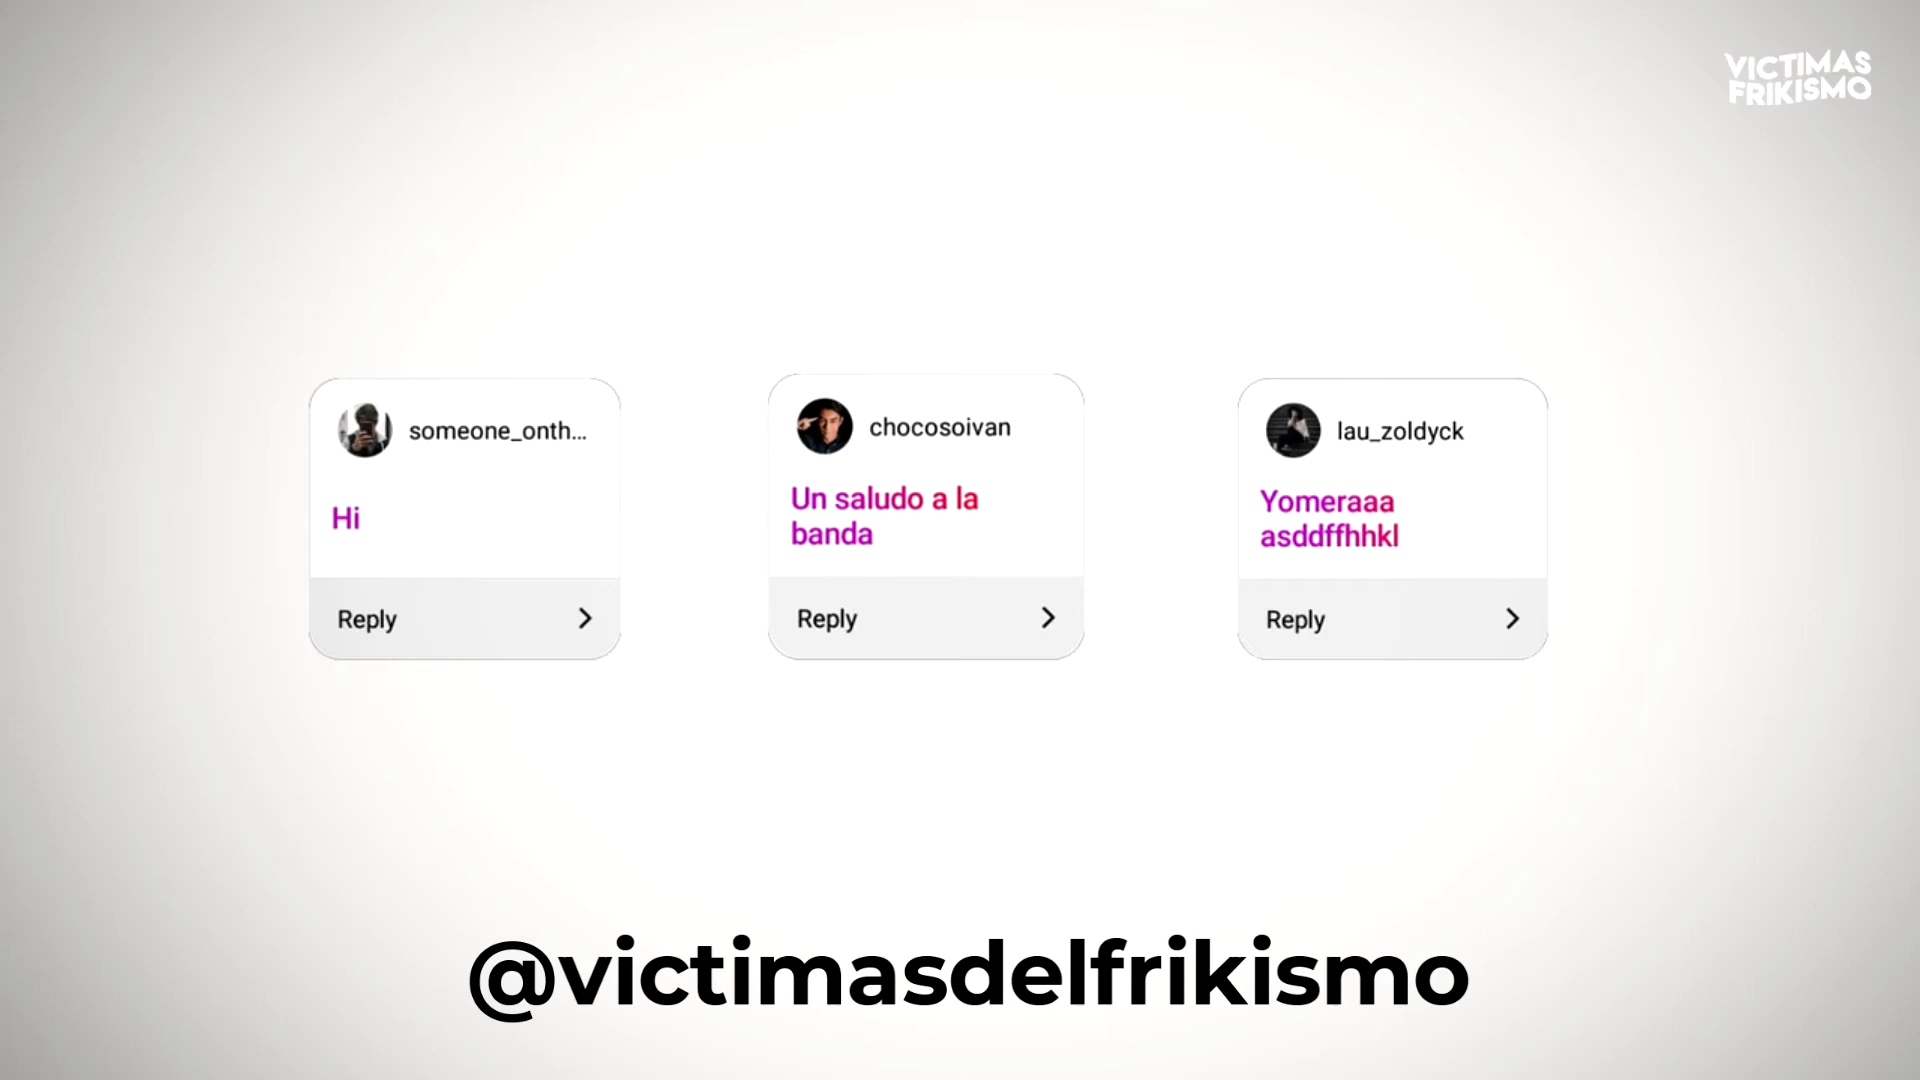 VICTIMAS
FRIKISMO
someone_onth...
Hi
Reply
chocosoivan
Un saludo a la
banda
Reply
lau_zoldyck
Yomeraaa
asddffhhkl
Reply
@victimasdelfrikismo